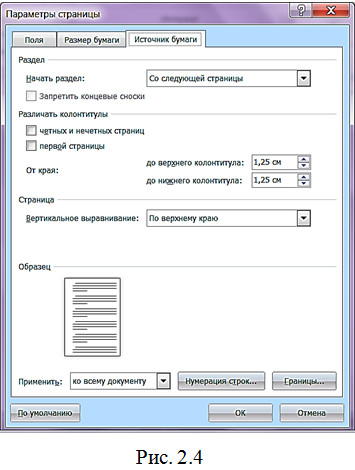 Параметры страницы
Поля Размер бумаги Источник бумаги
Раздел
Начать раздел: Со следующей страницы
Запретить концевые сноски
Различать колонтитулы
чётных и нечетных страниц
первой страницы
От края:
до верхнего колонтитула: 1,25 см
до нижнего колонтитула: 1,25 см
Страница
Вертикальное выравнивание: По верхнему краю
Образец
Применить: ко всему документу Нумерация строк... Границы...
По умолчанию ОК Отмена
Рис. 2.4